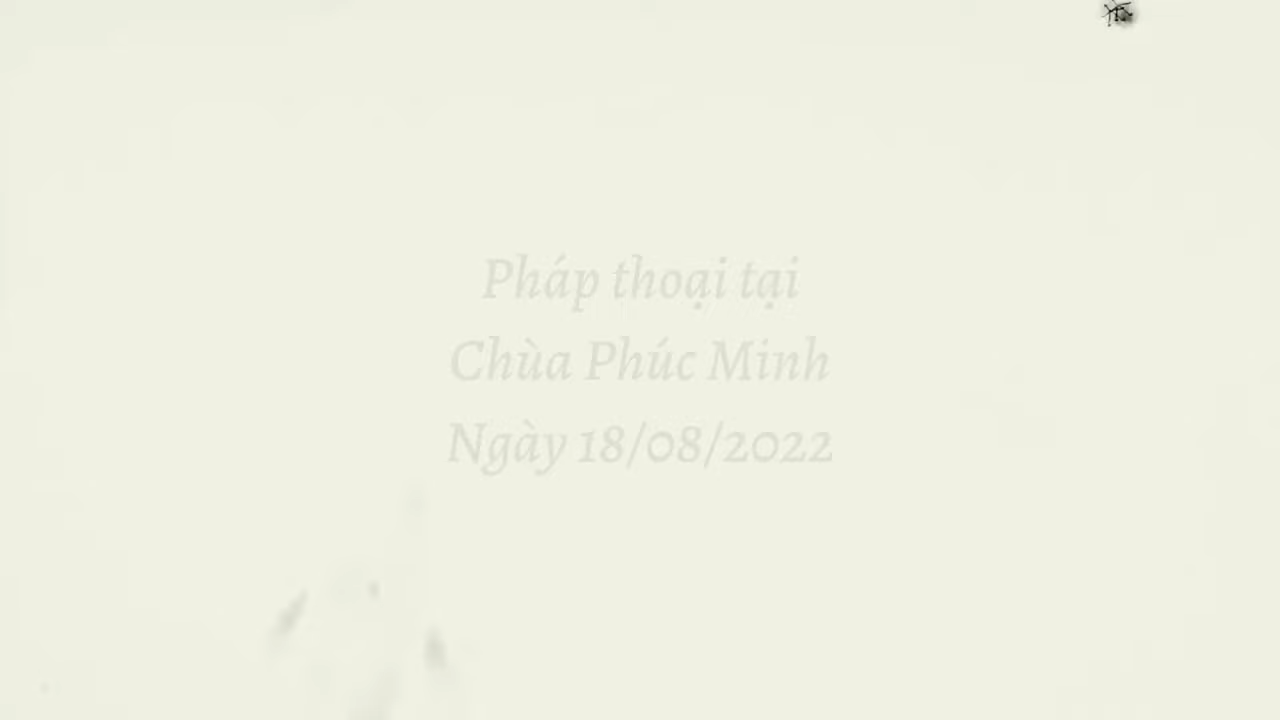 Pháp thoại tại
Chùa Phúc Minh
Ngày 18/08/2022